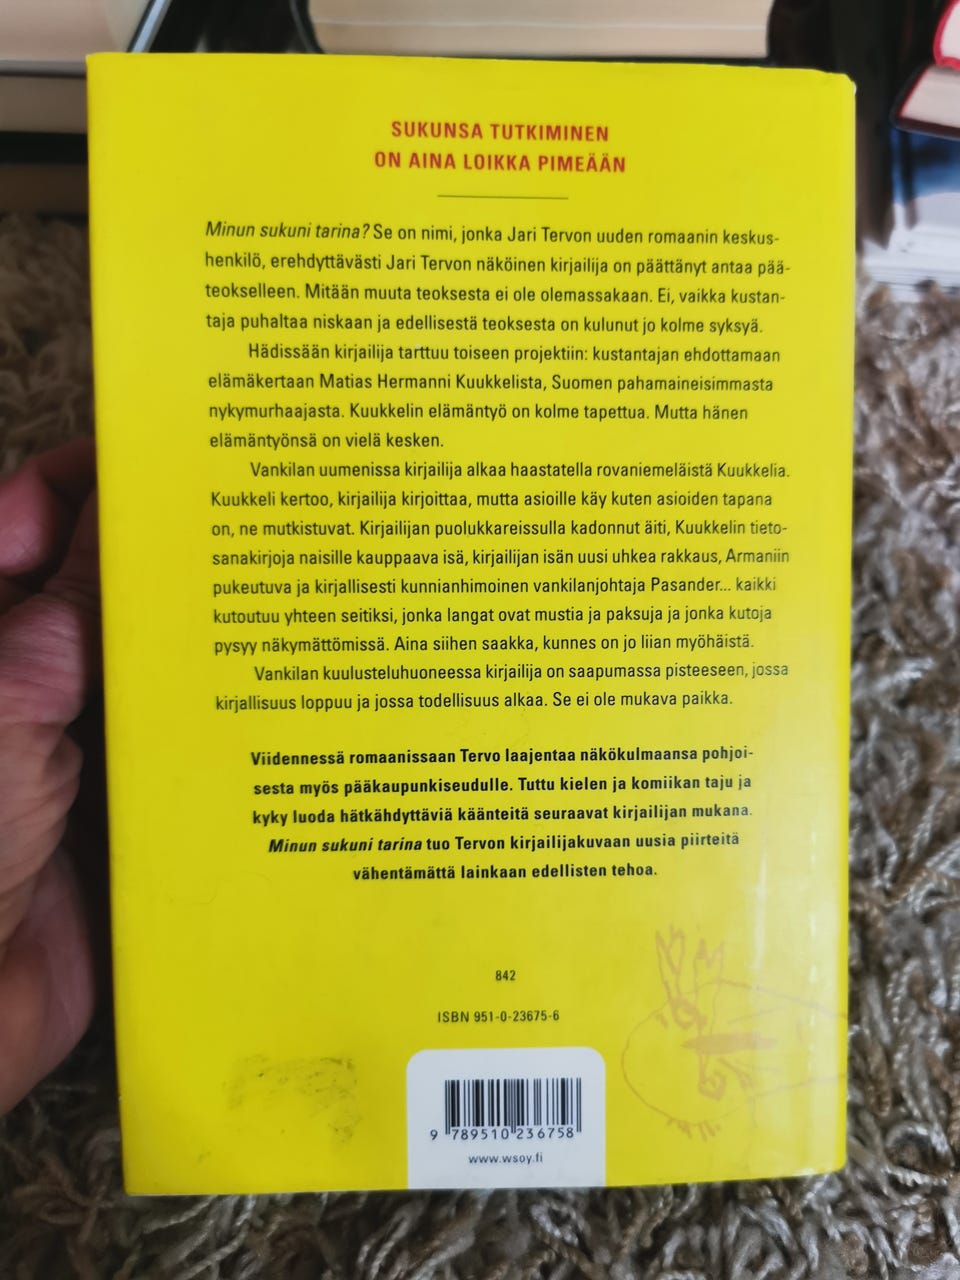 SUKUNSA TUTKIMINEN
ON AINA LOIKKA PIMEÄÄN
Minun sukuni tarina? Se on nimi, jonka Jari Tervon uuden romaanin keskus-
henkilö, erehdyttävästi Jari Tervon näköinen kirjailija on päättänyt antaa pää-
teokselleen. Mitään muuta teoksesta ei ole olemassakaan. Ei, vaikka kustan-
taja puhaltaa niskaan ja edellisestä teoksesta on kulunut jo kolme syksyä.
Hädissään kirjailija tarttuu toiseen projektiin: kustantajan ehdottamaan
elämäkertaan Matias Hermanni Kuukkelista, Suomen pahamaineisimmasta
nykymurhaajasta. Kuukkelin elämäntyö on kolme tapettua. Mutta hänen
elämäntyönsä on vielä kesken.
Vankilan uumenissa kirjailija alkaa haastatella rovaniemeläistä Kuukkelia.
Kuukkeli kertoo, kirjailija kirjoittaa, mutta asioille käy kuten asioiden tapana
on, ne mutkistuvat. Kirjailijan puolukkareissulla kadonnut äiti, Kuukkelin tieto-
sanakirjoja naisille kauppaava isä, kirjailijan isän uusi uhkea rakkaus, Armaniin
pukeutuva ja kirjallisesti kunnianhimoinen vankilanjohtaja Pasander... kaikki
kutoutuu yhteen seitiksi, jonka langat ovat mustia ja paksuja ja jonka kutoja
pysyy näkymättömissä. Aina siihen saakka, kunnes on jo liian myöhäistä.
Vankilan kuulusteluhuoneessa kirjailija on saapumassa pisteeseen, jossa
kirjallisuus loppuu ja jossa todellisuus alkaa. Se ei ole mukava paikka.
Viidennessä romaanissaan Tervo laajentaa näkökulmaansa pohjoi-
sesta myös pääkaupunkiseudulle. Tuttu kielen ja komiikan taju ja
kyky luoda hätkähdyttäviä käänteitä seuraavat kirjailijan mukana.
Minun sukuni tarina tuo Tervon kirjailijakuvaan uusia piirteitä
vähentämättä lainkaan edellisten tehoa.
842
ISBN 951-0-23675-6
9 789510 236758
www.wsoy.fi